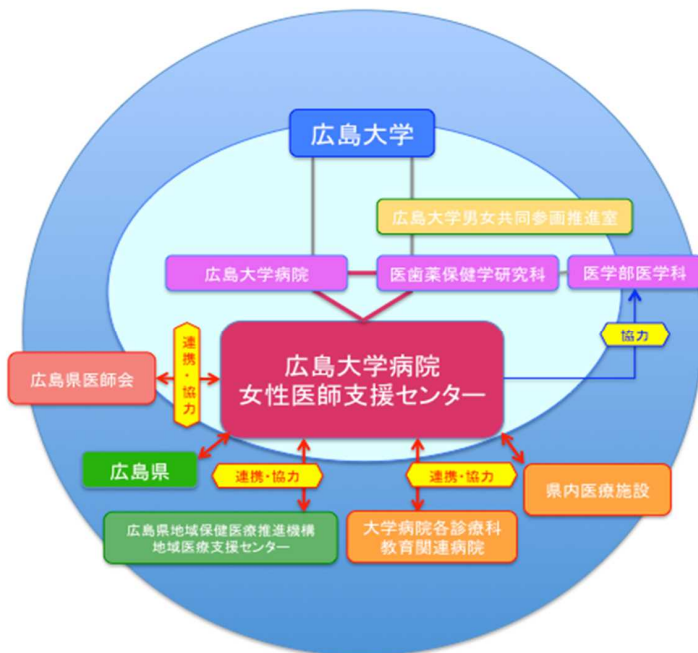 広島大学
広島大学男女共同参画推進室
広島大学病院
医歯薬保健学研究科
医学部医学科
広島大学病院
女性医師支援センター
協力
連携・協力
広島県医師会
広島県
連携・協力
連携・協力
県内医療施設
広島県地域保健医療推進機構
地域医療支援センター
大学病院各診療科
教育関連病院